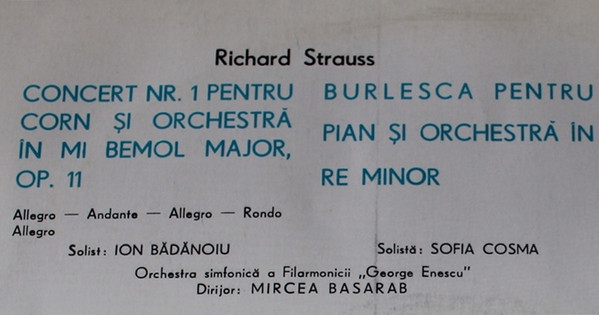 Richard Strauss
CONCERT NR. 1 PENTRU
CORN ȘI ORCHESTRĂ
ÎN MI BEMOL MAJOR,
OP. 11
Allegro — Andante — Allegro — Rondo
Allegro
Solist: ION BĂDĂNOIU
BURLESCA PENTRU
PIAN ȘI ORCHESTRĂ ÎN
RE MINOR
Solistă: SOFIA COSMA
Orchestra simfonică a Filarmonicii „George Enescu"
Dirijor: MIRCEA BASARAB